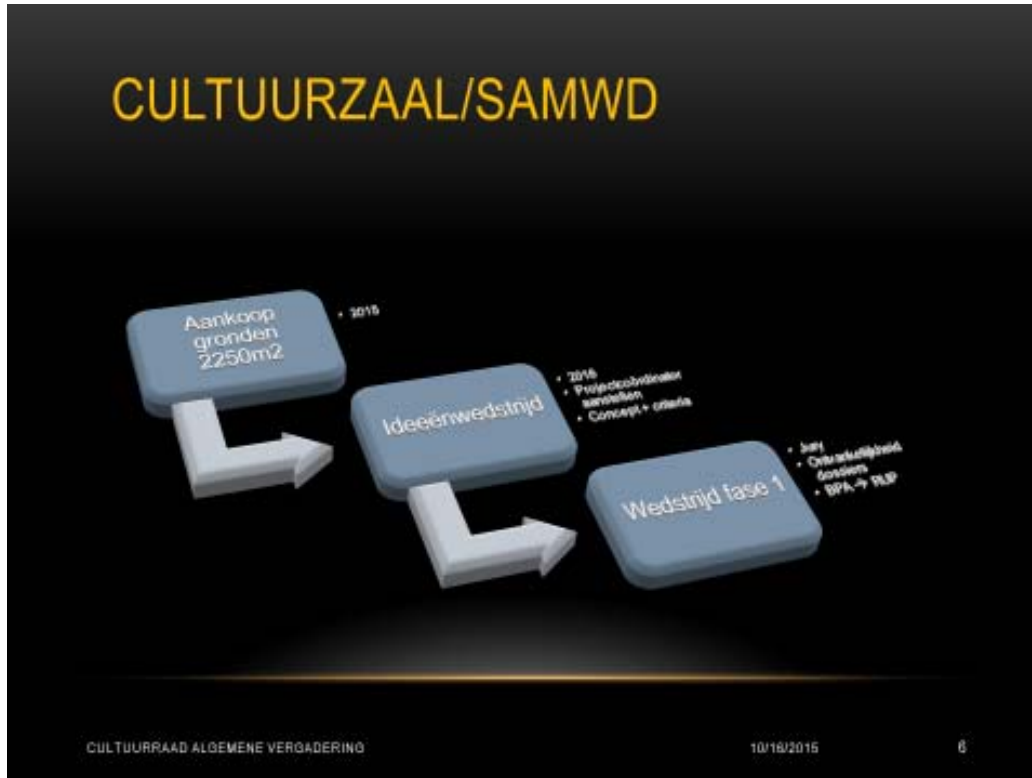 CULTUURZAAL/SAMWD
Aankoop
gronden
2250m2
• 2015
Ideeënwedstrijd
• 2016
• Projectcoördinator
aanstellen
• Concept + criteria
Wedstrijd fase 1
• Jury
• Ontvankelijkheid
dossiers
• BPA → RUP
CULTUURRAAD ALGEMENE VERGADERING
10/16/2015
6